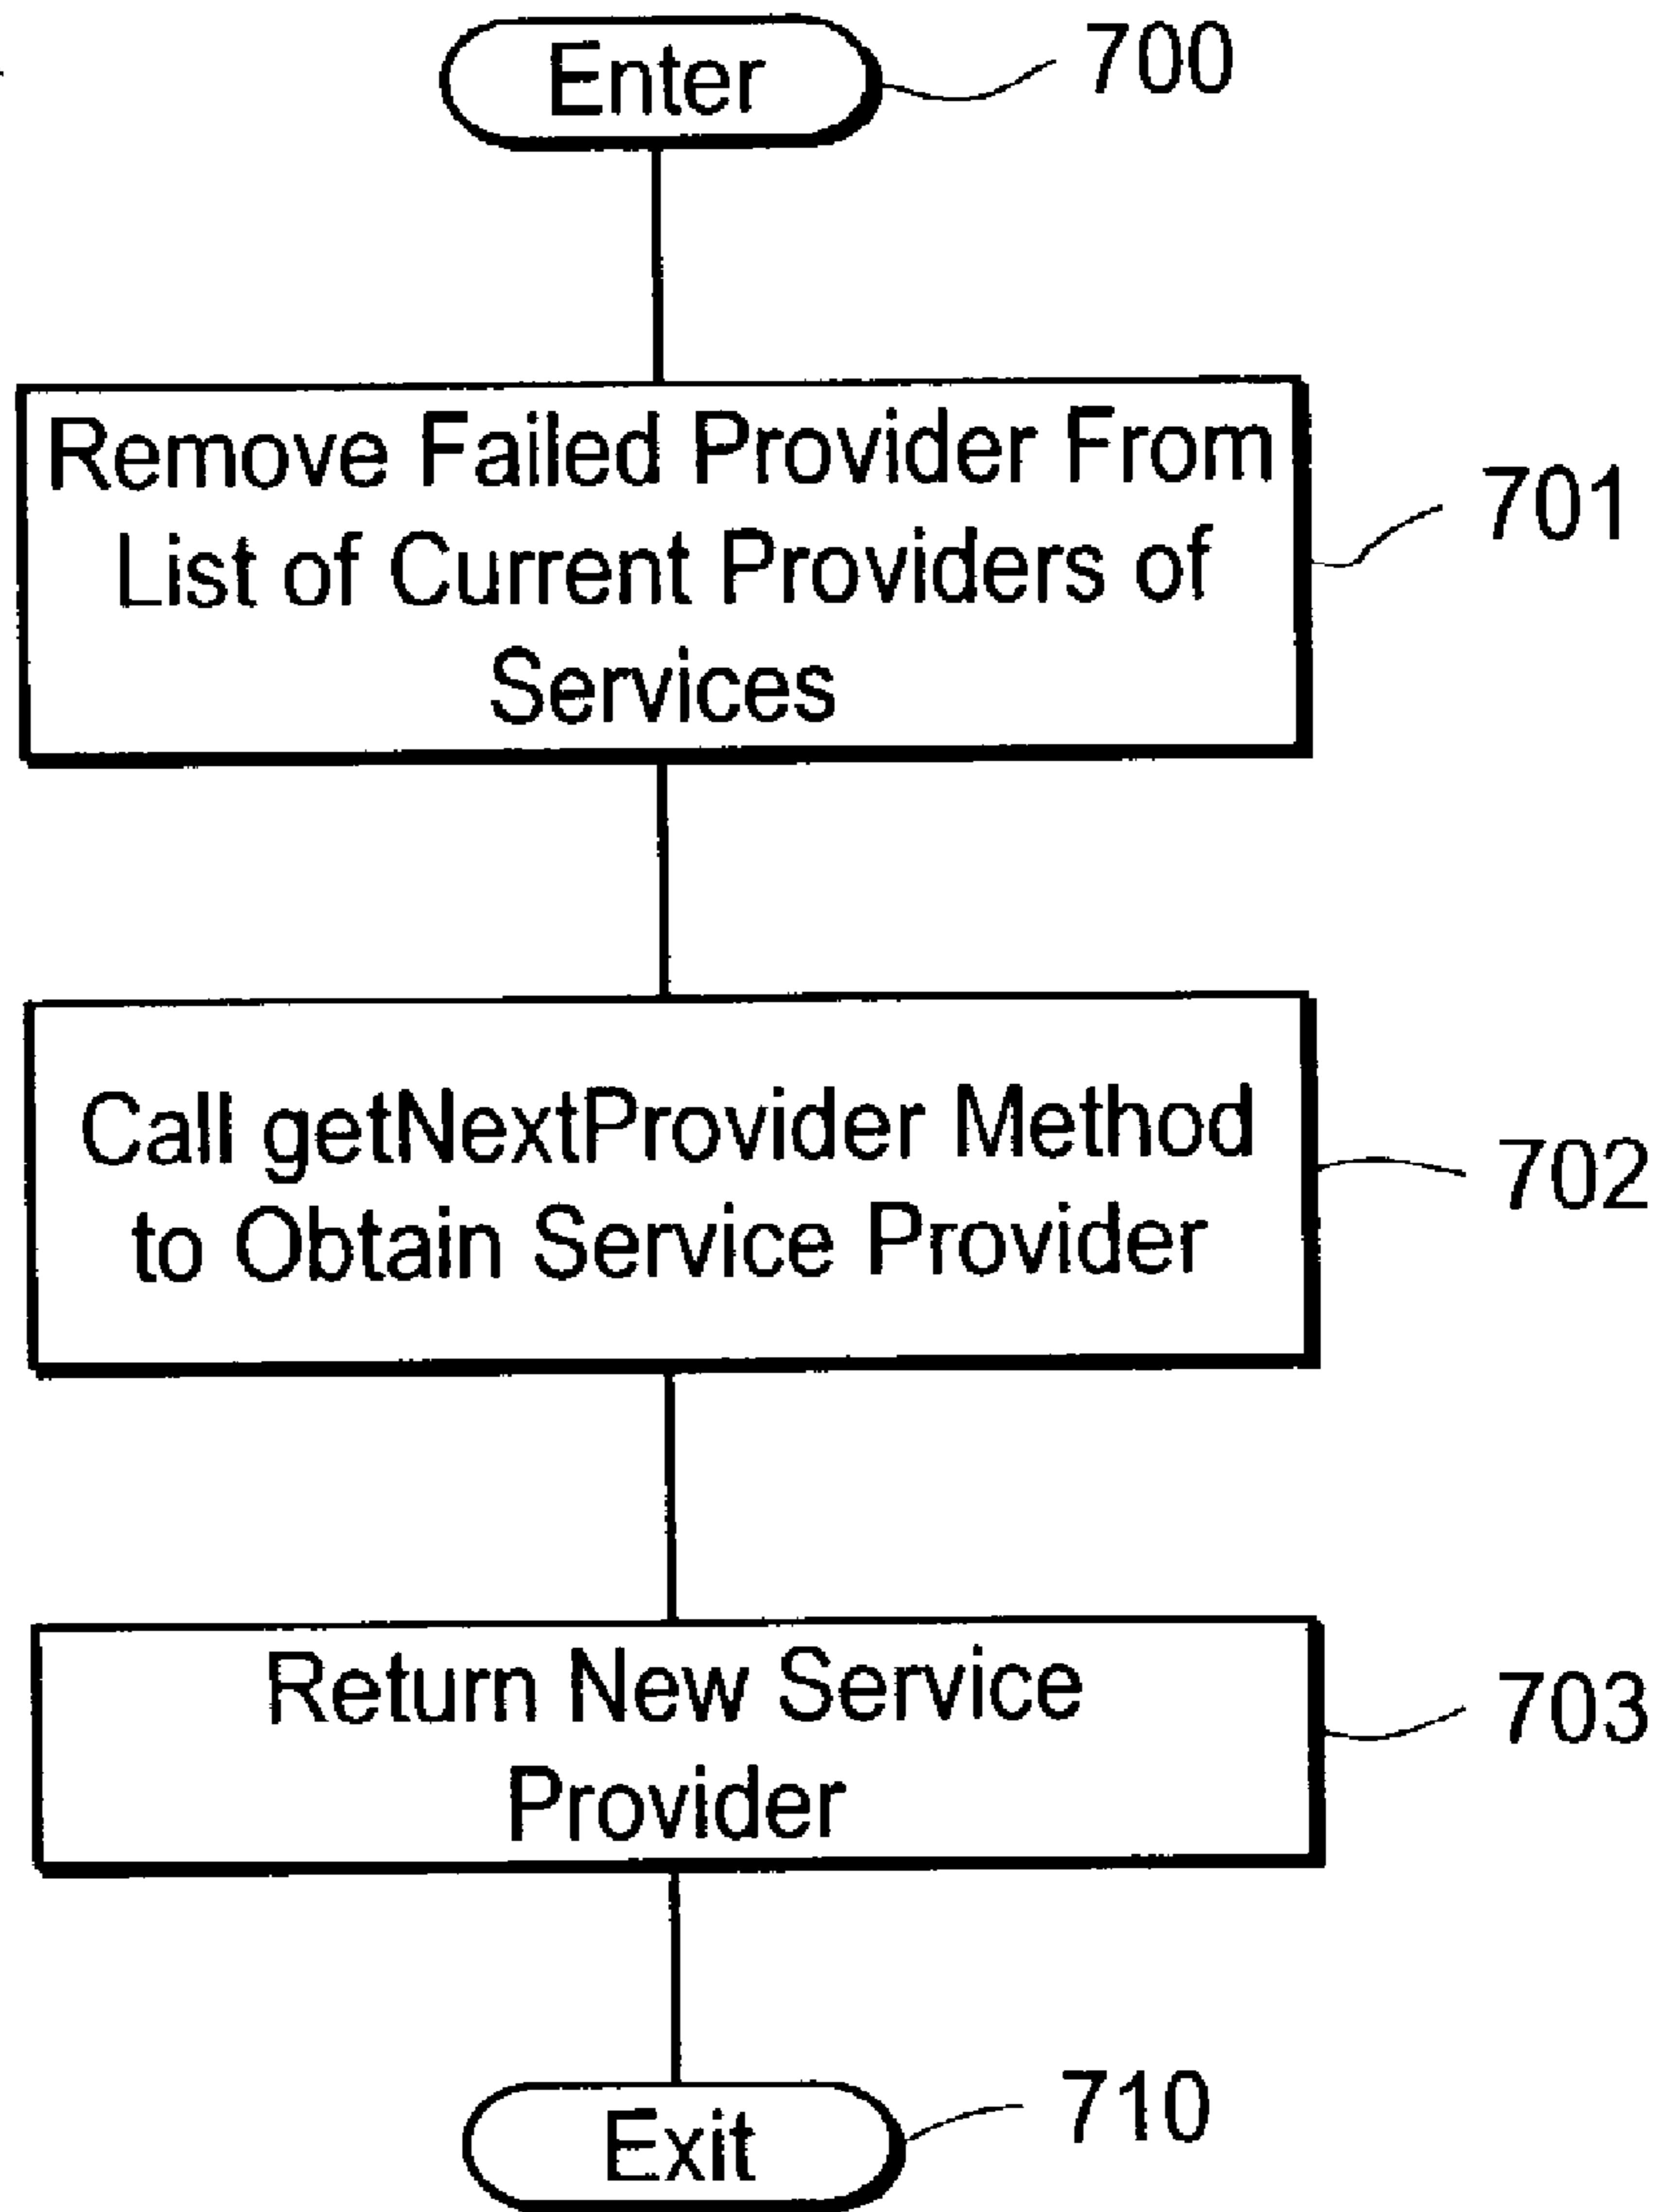 Enter
700
Remove Failed Provider From
List of Current Providers of
Services
701
Call getNextProvider Method
to Obtain Service Provider
702
Return New Service
Provider
703
Exit
710